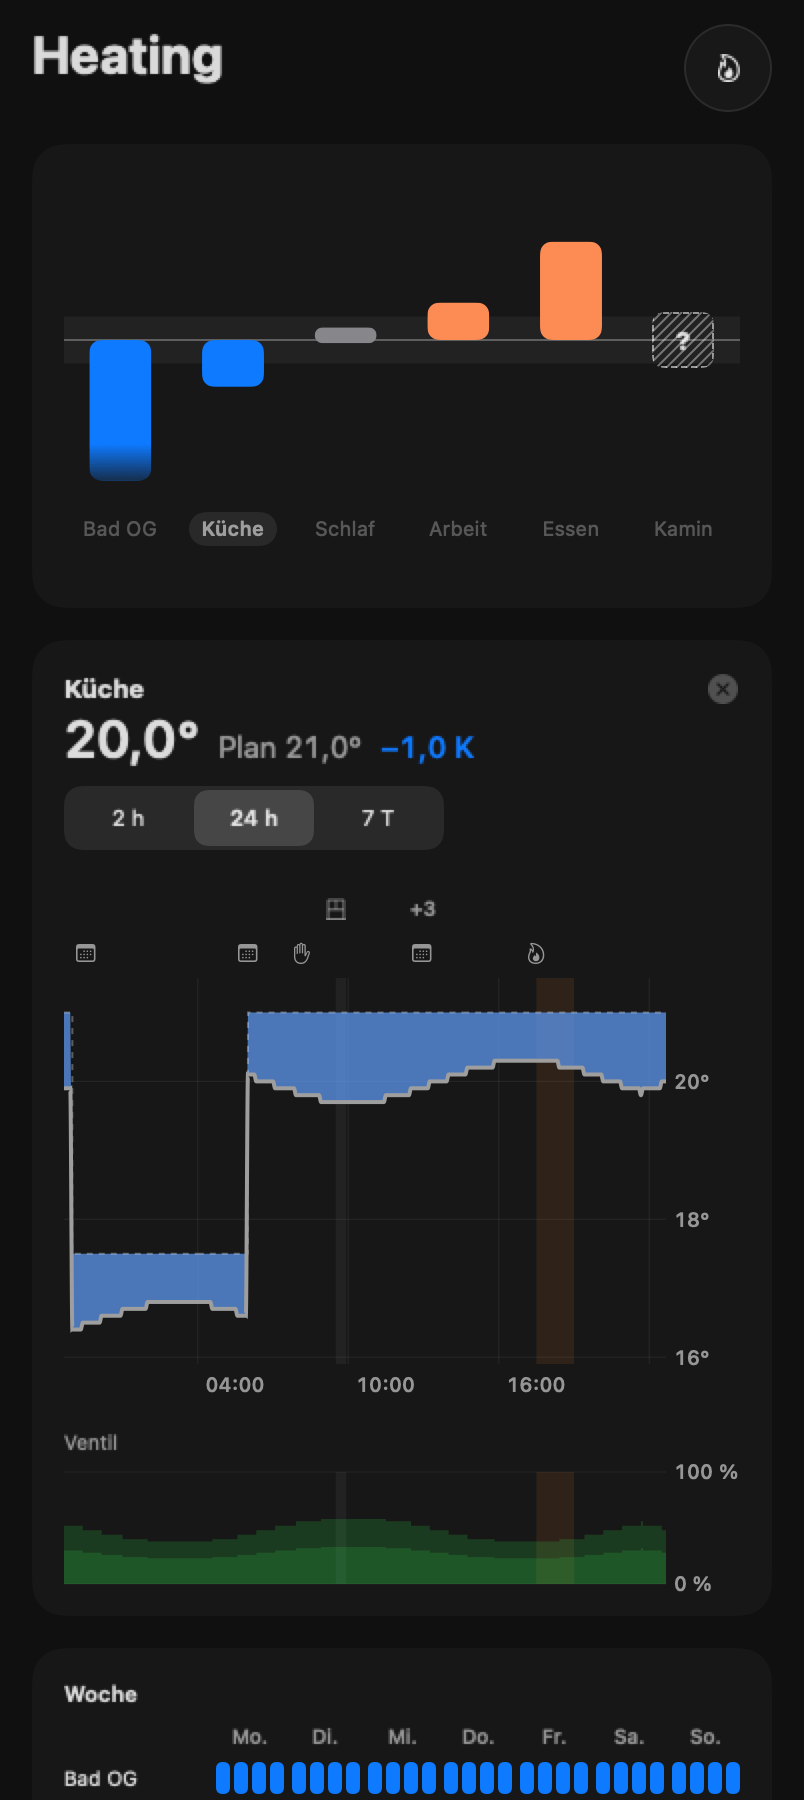 Heating
?
Bad OG Küche Schlaf Arbeit Essen Kamin
Küche
20,0° Plan 21,0° −1,0 K
2 h 24 h 7 T
+3
20°
18°
16°
04:00 10:00 16:00
Ventil
100 %
0 %
Woche
Mo. Di. Mi. Do. Fr. Sa. So.
Bad OG